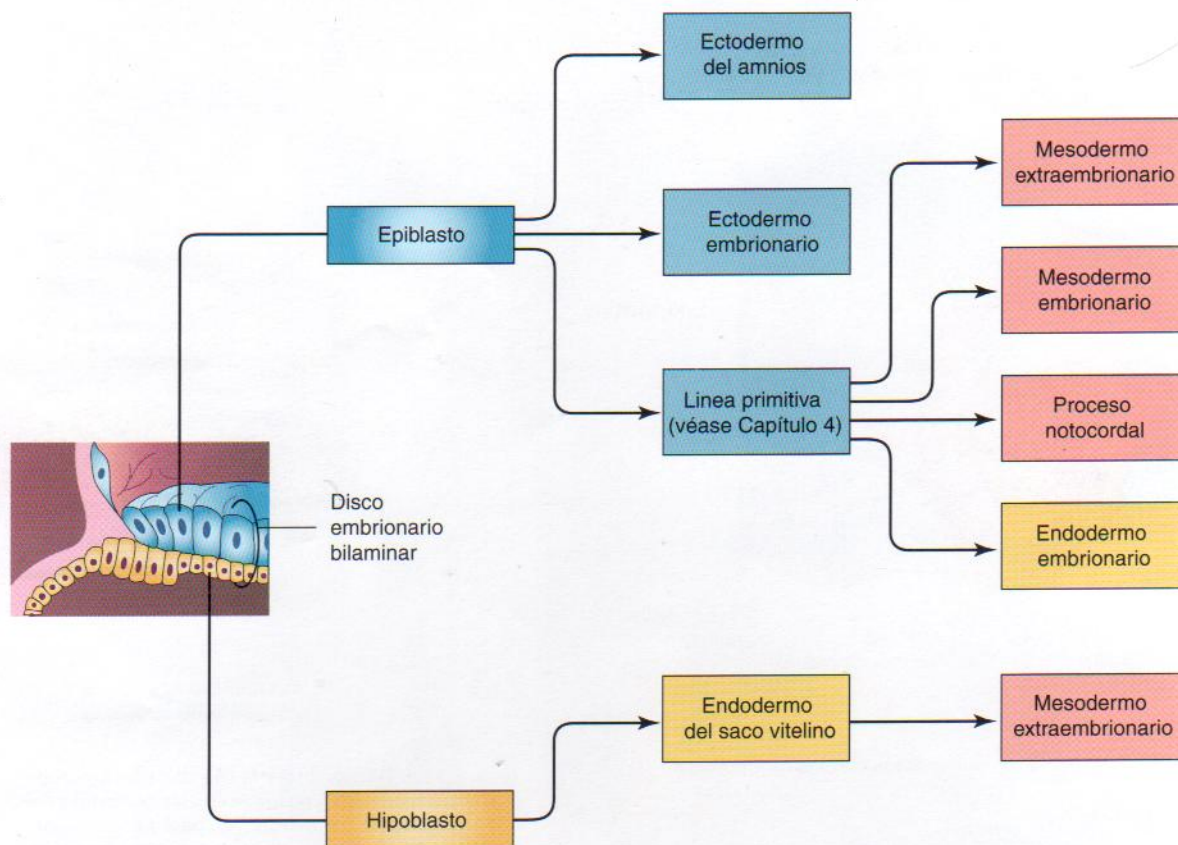 Ectodermo
del amnios
Mesodermo
extraembrionario
Epiblasto
Ectodermo
embrionario
Mesodermo
embrionario
Linea primitiva
(véase Capítulo 4)
Proceso
notocordal
Disco
embrionario
bilaminar
Endodermo
embrionario
Endodermo
del saco vitelino
Mesodermo
extraembrionario
Hipoblasto